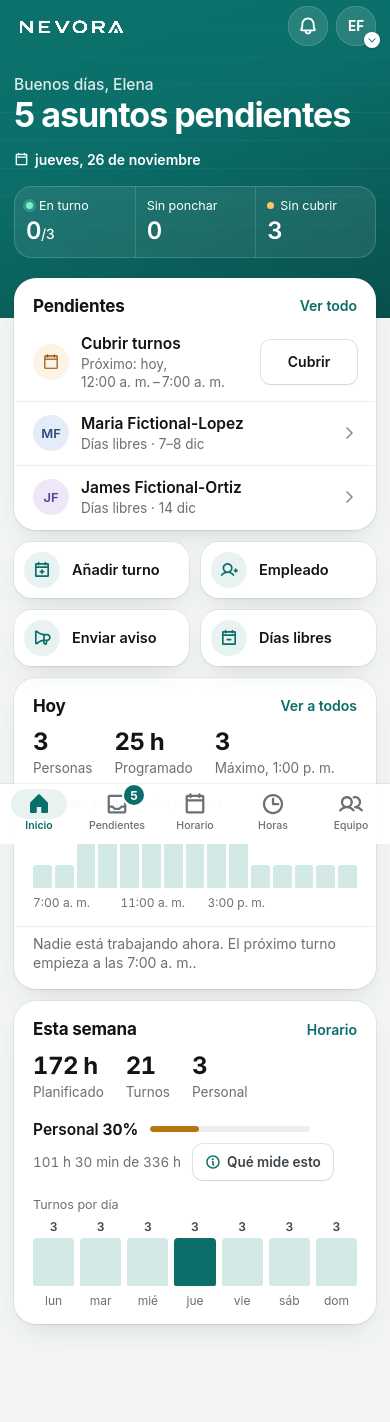 NEVORA
EF
Buenos días, Elena
5 asuntos pendientes
jueves, 26 de noviembre
En turno
0/3
Sin ponchar
0
Sin cubrir
3
Pendientes
Ver todo
Cubrir turnos
Próximo: hoy,
12:00 a. m. – 7:00 a. m.
Cubrir
MF
Maria Fictional-Lopez
Días libres · 7–8 dic
JF
James Fictional-Ortiz
Días libres · 14 dic
Añadir turno
Empleado
Enviar aviso
Días libres
Hoy
Ver a todos
3
25 h
3
Personas
Programado
Máximo, 1:00 p. m.
5
Inicio
Pendientes
Horario
Horas
Equipo
7:00 a. m.
11:00 a. m.
3:00 p. m.
Nadie está trabajando ahora. El próximo turno
empieza a las 7:00 a. m..
Esta semana
Horario
172 h
21
3
Planificado
Turnos
Personal
Personal 30%
101 h 30 min de 336 h
Qué mide esto
Turnos por día
3 3 3 3 3 3 3
lun mar mié jue vie sáb dom